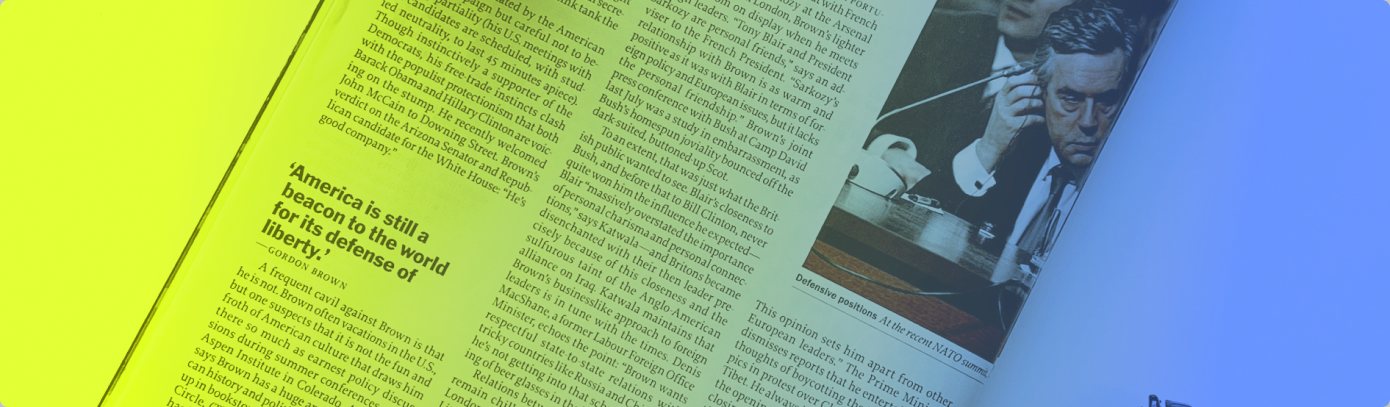 ated by the American
paign but careful not to be-
partiality (his U.S. meetings with
candidates are scheduled, with stud-
ied neutrality, to last 45 minutes apiece).
Though instinctively a supporter of the
Democrats, his free trade instincts clash
with the populist protectionism that both
Barack Obama and Hillary Clinton are voic-
ing on the stump. He recently welcomed
John McCain to Downing Street. Brown's
verdict on the Arizona Senator and Repub-
lican candidate for the White House: "He's
good company."
'America is still a
beacon to the world
for its defense of
liberty.'
—GORDON BROWN
A frequent cavil against Brown is that
he is not. Brown often vacations in the U.S.,
but one suspects that it is not the fun and
froth of American culture that draws him
there so much as earnest policy discus-
sions during summer conferences
Aspen Institute in Colorado.
says Brown has a huge
can history and poli
up in bookstor
Circle,
secre-
nk tank the
with French
Sarkozy at the Arsenal
London, Brown's lighter
on display when he meets
leaders. "Tony Blair and President
Sarkozy are personal friends," says an ad-
viser to the French President. "Sarkozy's
relationship with Brown is as warm and
positive as it was with Blair in terms of for-
eign policy and European issues, but it lacks
the personal friendship." Brown's joint
press conference with Bush at Camp David
last July was a study in embarrassment, as
Bush's homespun joviality bounced off the
dark-suited, buttoned up Scot.
To an extent, that was just what the Brit-
ish public wanted to see. Blair's closeness to
Bush, and before that to Bill Clinton, never
quite won him the influence he expected—
Blair "massively overstated the importance
of personal charisma and personal connec-
tions," says Katwala—and Britons became
disenchanted with their then leader pre-
cisely because of this closeness and the
sulfurous taint of the Anglo-American
alliance on Iraq. Katwala maintains that
Brown's businesslike approach to foreign
leaders is in tune with the times. Denis
MacShane, a former Labour Foreign Office
Minister, echoes the point. "Brown wants
respectful state to state relations with
tricky countries like Russia and Ch
he's not getting into that sch
ing of beer glasses in th
Relations betw
remain chill
London
Defensive positions At the recent NATO summit
This opinion sets him apart from other
European leaders." The Prime Minis
dismisses reports that he entert
thoughts of boycotting the
pics in protest over Ch
Tibet. He alway
the openin
closin